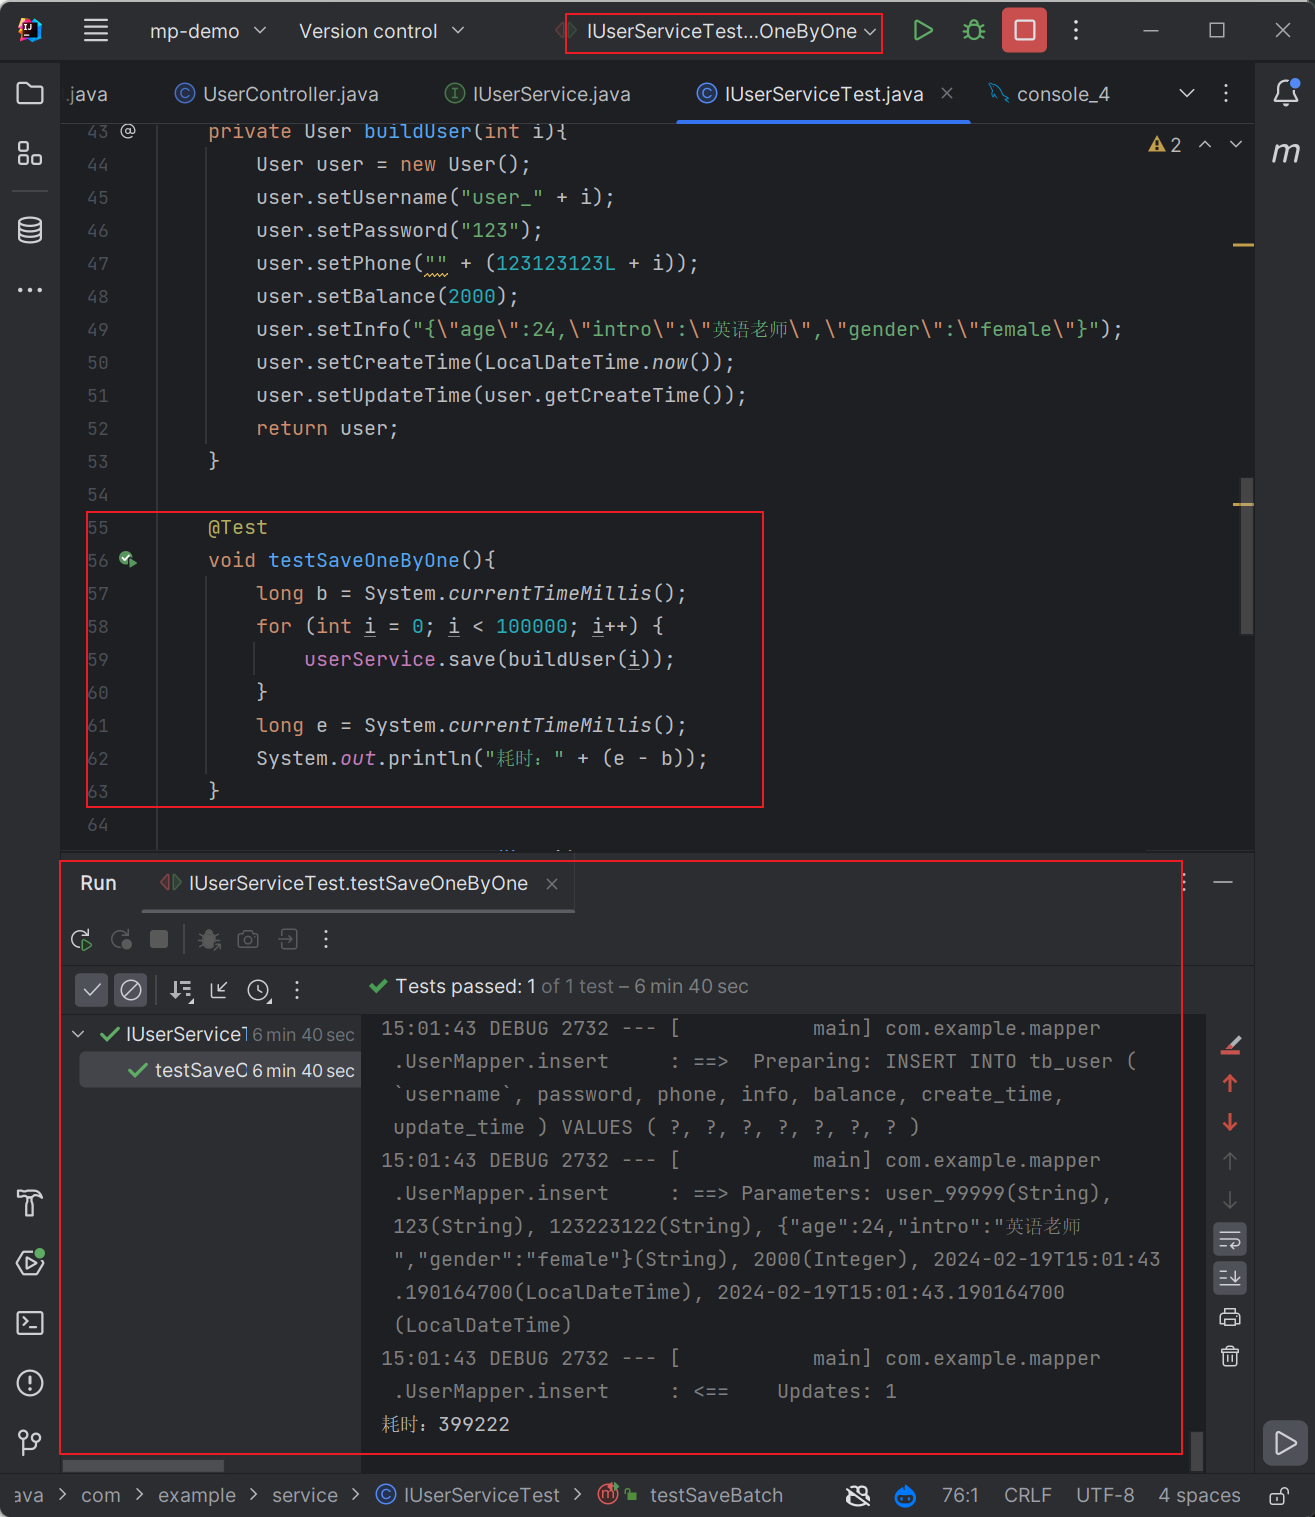 mp-demo
Version control
IUserServiceTest...OneByOne
.java
UserController.java
IUserService.java
IUserServiceTest.java
console_4
43 @ private User buildUser(int i){
44 User user = new User();
45 user.setUsername("user_" + i);
46 user.setPassword("123");
47 user.setPhone("" + (123123123L + i));
48 user.setBalance(2000);
49 user.setInfo("{\"age\":24,\"intro\":\"英语老师\",\"gender\":\"female\"}");
50 user.setCreateTime(LocalDateTime.now());
51 user.setUpdateTime(user.getCreateTime());
52 return user;
53 }
54
55 @Test
56 void testSaveOneByOne(){
57 long b = System.currentTimeMillis();
58 for (int i = 0; i < 100000; i++) {
59 userService.save(buildUser(i));
60 }
61 long e = System.currentTimeMillis();
62 System.out.println("耗时：" + (e - b));
63 }
64
2
m
Run
IUserServiceTest.testSaveOneByOne
Tests passed: 1 of 1 test – 6 min 40 sec
IUserServiceT 6 min 40 sec
testSaveO 6 min 40 sec
15:01:43 DEBUG 2732 --- [           main] com.example.mapper
.UserMapper.insert     : ==>  Preparing: INSERT INTO tb_user (
`username`, password, phone, info, balance, create_time,
update_time ) VALUES ( ?, ?, ?, ?, ?, ?, ? )
15:01:43 DEBUG 2732 --- [           main] com.example.mapper
.UserMapper.insert     : ==> Parameters: user_99999(String),
123(String), 123223122(String), {"age":24,"intro":"英语老师
","gender":"female"}(String), 2000(Integer), 2024-02-19T15:01:43
.190164700(LocalDateTime), 2024-02-19T15:01:43.190164700
(LocalDateTime)
15:01:43 DEBUG 2732 --- [           main] com.example.mapper
.UserMapper.insert     : <==    Updates: 1
耗时：399222
ava > com > example > service > IUserServiceTest > testSaveBatch
76:1
CRLF
UTF-8
4 spaces